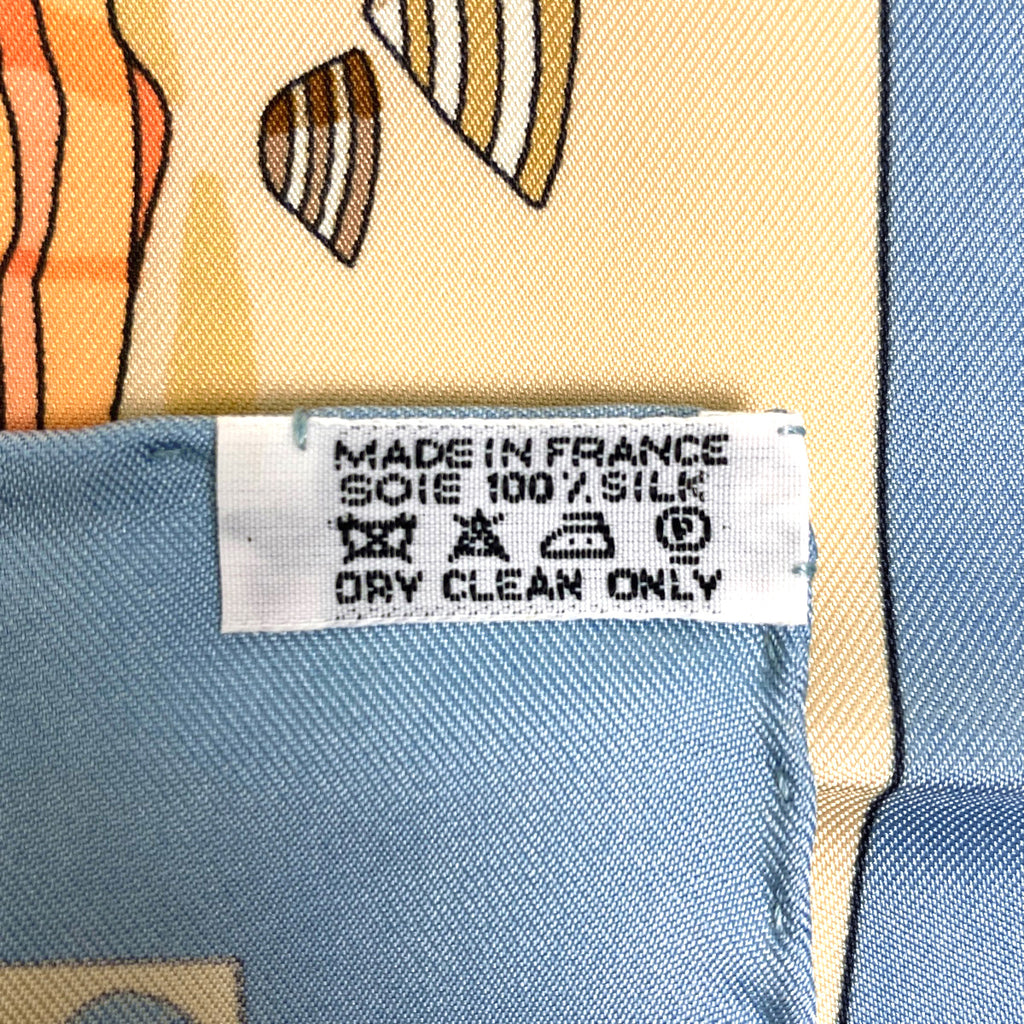 MADE IN FRANCE
SOIE 100% SILK
P
DRY CLEAN ONLY